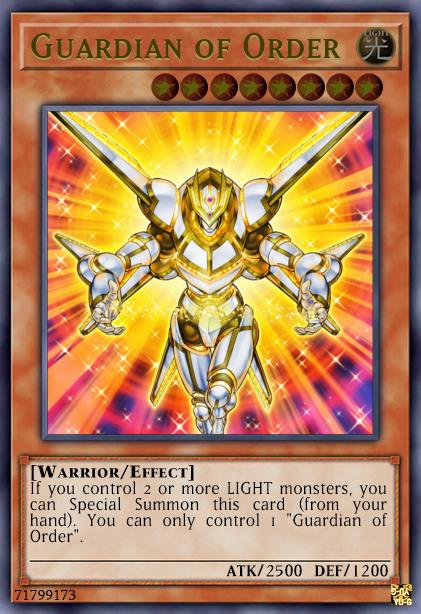 GUARDIAN OF ORDER
LIGHT
光
[WARRIOR/EFFECT]
If you control 2 or more LIGHT monsters, you
can Special Summon this card (from your
hand). You can only control 1 "Guardian of
Order".
ATK/2500 DEF/1200
71799173